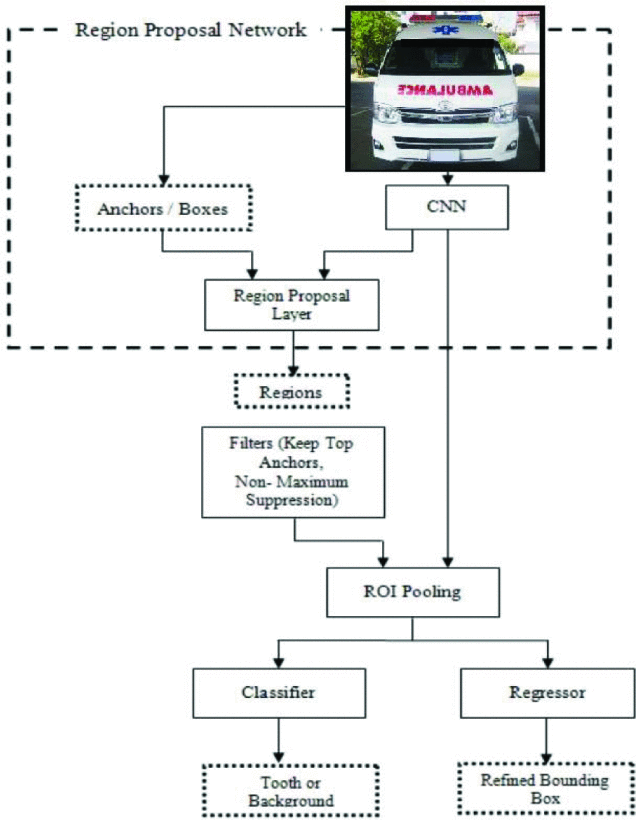 Region Proposal Network
AMBULANCE
Anchors / Boxes
CNN
Region Proposal
Layer
Regions
Filters (Keep Top
Anchors,
Non- Maximum
Suppression)
ROI Pooling
Classifier
Regressor
Tooth or
Background
Refined Bounding
Box